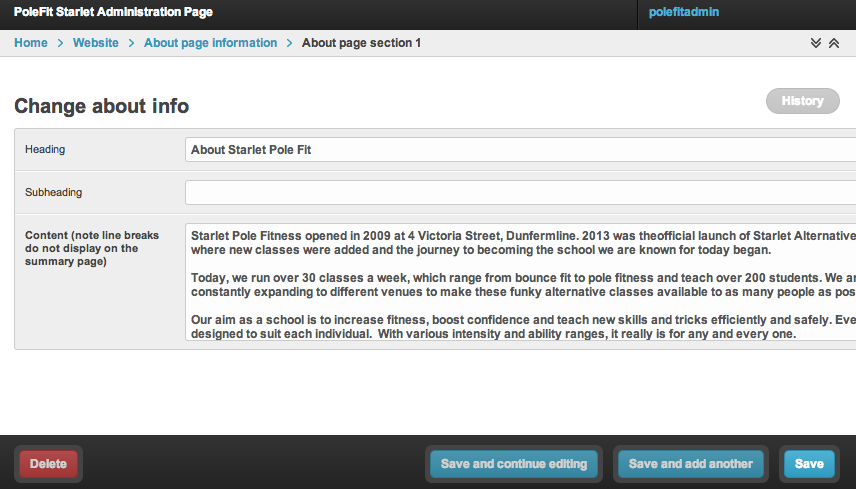 PoleFit Starlet Administration Page
polefitadmin
Home > Website > About page information > About page section 1
Change about info
History
Heading
About Starlet Pole Fit
Subheading
Content (note line breaks
do not display on the
summary page)
Starlet Pole Fitness opened in 2009 at 4 Victoria Street, Dunfermline. 2013 was theofficial launch of Starlet Alternative
where new classes were added and the journey to becoming the school we are known for today began.
Today, we run over 30 classes a week, which range from bounce fit to pole fitness and teach over 200 students. We ar
constantly expanding to different venues to make these funky alternative classes available to as many people as pos
Our aim as a school is to increase fitness, boost confidence and teach new skills and tricks efficiently and safely. Eve
designed to suit each individual.  With various intensity and ability ranges, it really is for any and every one.
Delete
Save and continue editing
Save and add another
Save